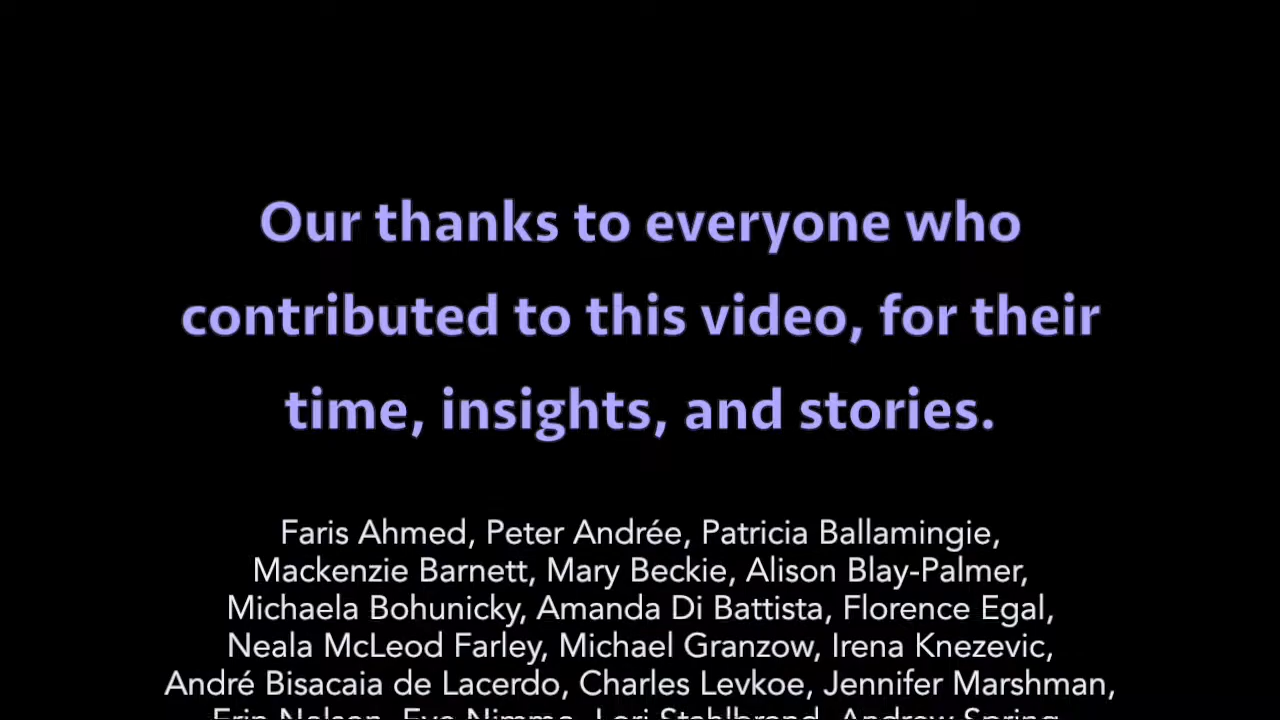 Our thanks to everyone who
contributed to this video, for their
time, insights, and stories.
Faris Ahmed, Peter Andrée, Patricia Ballamingie,
Mackenzie Barnett, Mary Beckie, Alison Blay-Palmer,
Michaela Bohunicky, Amanda Di Battista, Florence Egal,
Neala McLeod Farley, Michael Granzow, Irena Knezevic,
André Bisacaia de Lacerdo, Charles Levkoe, Jennifer Marshman,
Erin Nelson, Eve Nimmo, Lori Stahlbrand, Andrew Spring,